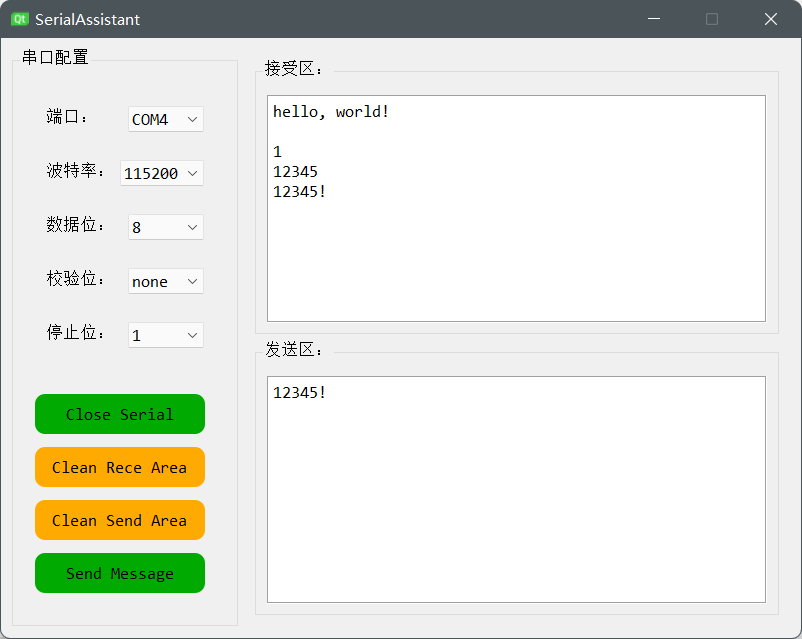 Qt SerialAssistant
串口配置
端口：
COM4
波特率：
115200
数据位：
8
校验位：
none
停止位：
1
Close Serial
Clean Rece Area
Clean Send Area
Send Message
接受区：
hello, world!
1
12345
12345!
发送区：
12345!